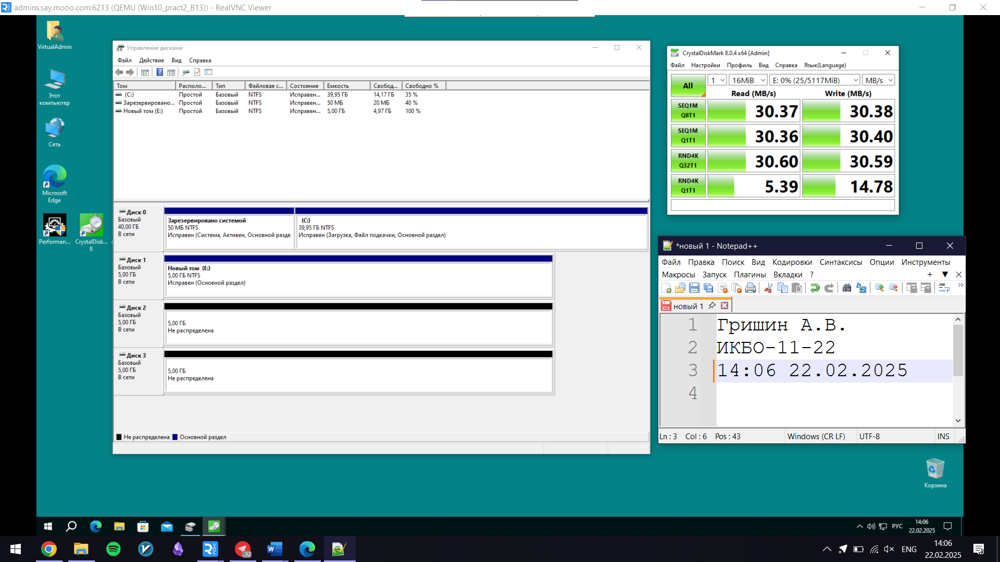 admins.say.mooo.com:6213 (QEMU (Win10_pract2_B13)) - RealVNC Viewer
VirtualAdmin
Этот
компьютер
Сеть
Microsoft
Edge
Performan...
CrystalDisk...
8
Управление дисками
Файл Действие Вид Справка
Том Располо... Тип Файловая с... Состояние Емкость Свобод... Свободно %
(C:) Простой Базовый NTFS Исправен... 39,95 ГБ 14,17 ГБ 35 %
Зарезервировано... Простой Базовый NTFS Исправен... 50 МБ 20 МБ 40 %
Новый том (E:) Простой Базовый NTFS Исправен... 5,00 ГБ 4,97 ГБ 100 %
Диск 0
Базовый
40,00 ГБ
В сети
Зарезервировано системой
50 МБ NTFS
Исправен (Система, Активен, Основной разде
(C:)
39,95 ГБ NTFS
Исправен (Загрузка, Файл подкачки, Основной раздел)
Диск 1
Базовый
5,00 ГБ
В сети
Новый том (E:)
5,00 ГБ NTFS
Исправен (Основной раздел)
Диск 2
Базовый
5,00 ГБ
В сети
5,00 ГБ
Не распределена
Диск 3
Базовый
5,00 ГБ
В сети
5,00 ГБ
Не распределена
Не распределена Основной раздел
CrystalDiskMark 8.0.4 x64 [Admin]
Файл Настройки Профиль Вид Справка Язык(Language)
All 1 16MiB E: 0% (25/5117MiB) MB/s
Read (MB/s) Write (MB/s)
SEQ1M
Q8T1
30.37 30.38
SEQ1M
Q1T1
30.36 30.40
RND4K
Q32T1
30.60 30.59
RND4K
Q1T1
5.39 14.78
*новый 1 - Notepad++
Файл Правка Поиск Вид Кодировки Синтаксисы Опции Инструменты
Макросы Запуск Плагины Вкладки ?
новый 1
1 Гришин А.В.
2 ИКБО-11-22
3 14:06 22.02.2025
4
Ln : 3 Col : 6 Pos : 43 Windows (CR LF) UTF-8 INS
Корзина
РУС
14:06
22.02.2025
92
ENG
14:06
22.02.2025